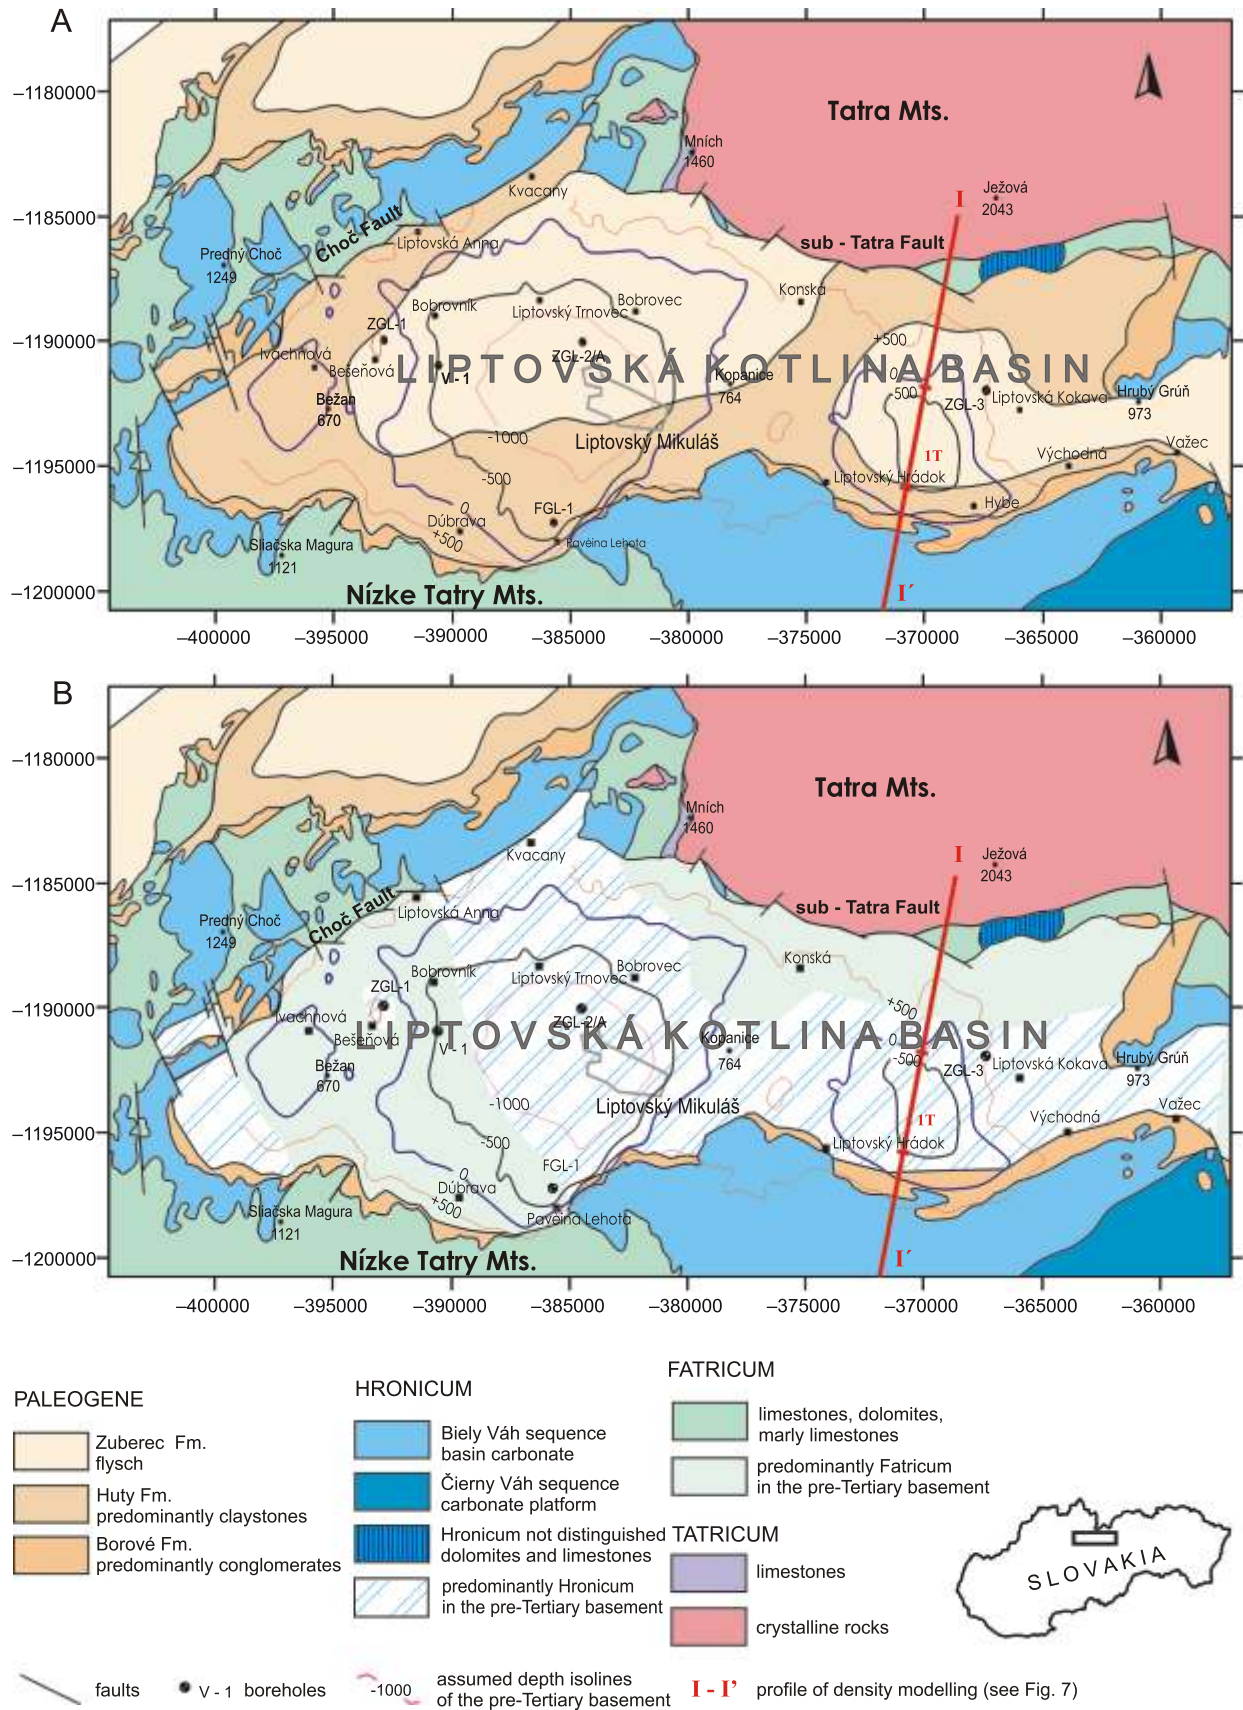 A
–1180000
–1185000
–1190000
–1195000
–1200000
Tatra Mts.
Mních
1460
Kvacany
Ježová
2043
I
Choč Fault
Liptovská Anna
sub - Tatra Fault
Predný Choč
1249
Bobrovník
Liptovský Trnovec
Bobrovec
Konská
ZGL-1
+500
Ivachnová
Bešeňová
ZGL-2/A
LIPTOVSKÁ KOTLINA BASIN
V - 1
Kopanice
764
0
-500
ZGL-3
Liptovská Kokava
Hrubý Grúň
973
Bežan
670
-1000
Liptovský Mikuláš
1T
Východná
Važec
-500
Liptovský Hrádok
0
FGL-1
Hybe
Dúbrava
+500
Pavèina Lehota
Sliačska Magura
1121
Nízke Tatry Mts.
I´
–400000
–395000
–390000
–385000
–380000
–375000
–370000
–365000
–360000
B
–1180000
–1185000
–1190000
–1195000
–1200000
Tatra Mts.
Mních
1460
Kvacany
Ježová
2043
I
Choč Fault
Liptovská Anna
sub - Tatra Fault
Predný Choč
1249
Bobrovník
Liptovský Trnovec
Bobrovec
Konská
ZGL-1
+500
Ivachnová
Bešeňová
ZGL-2/A
LIPTOVSKÁ KOTLINA BASIN
V - 1
Kopanice
764
0
-500
ZGL-3
Liptovská Kokava
Hrubý Grúň
973
Bežan
670
-1000
Liptovský Mikuláš
1T
Východná
Važec
-500
Liptovský Hrádok
0
FGL-1
Dúbrava
+500
Pavèina Lehota
Sliačska Magura
1121
Nízke Tatry Mts.
I´
–400000
–395000
–390000
–385000
–380000
–375000
–370000
–365000
–360000
PALEOGENE
Zuberec Fm.
flysch
Huty Fm.
predominantly claystones
Borové Fm.
predominantly conglomerates
HRONICUM
Biely Váh sequence
basin carbonate
Čierny Váh sequence
carbonate platform
Hronicum not distinguished
dolomites and limestones
predominantly Hronicum
in the pre-Tertiary basement
FATRICUM
limestones, dolomites,
marly limestones
predominantly Fatricum
in the pre-Tertiary basement
TATRICUM
limestones
crystalline rocks
SLOVAKIA
faults
V - 1 boreholes
-1000
assumed depth isolines
of the pre-Tertiary basement
I - I’ profile of density modelling (see Fig. 7)